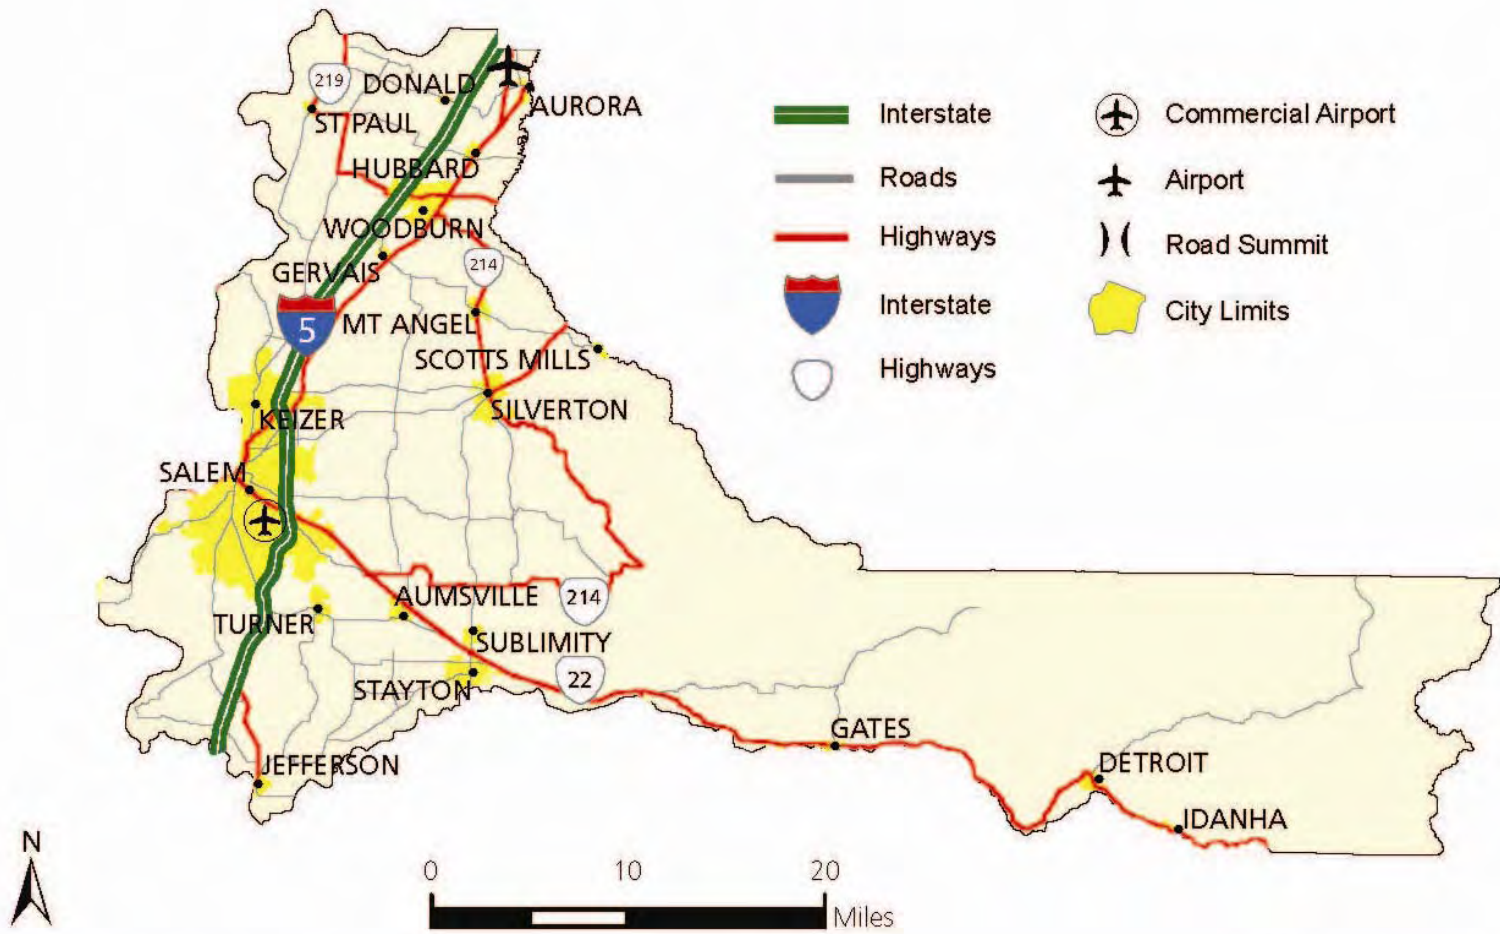 219
DONALD
AURORA
ST PAUL
HUBBARD
WOODBURN
GERVAIS
214
5
MT ANGEL
SCOTTS MILLS
KEIZER
SILVERTON
SALEM
AUMSVILLE
214
TURNER
SUBLIMITY
22
STAYTON
GATES
JEFFERSON
DETROIT
IDANHA
Interstate
Roads
Highways
Interstate
Highways
Commercial Airport
Airport
Road Summit
City Limits
N
0 10 20
Miles